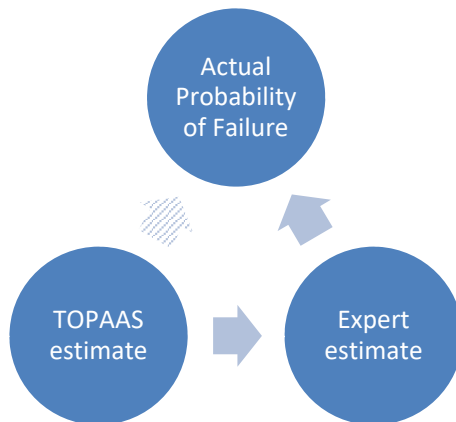 Actual
Probability
of Failure
TOPAAS
estimate
Expert
estimate